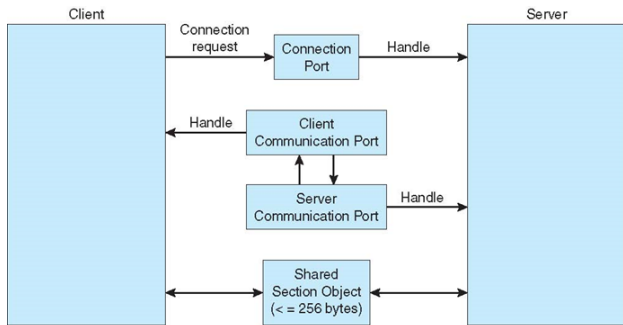 Client
Server
Connection
request
Connection
Port
Handle
Handle
Client
Communication Port
Server
Communication Port
Handle
Shared
Section Object
(< = 256 bytes)